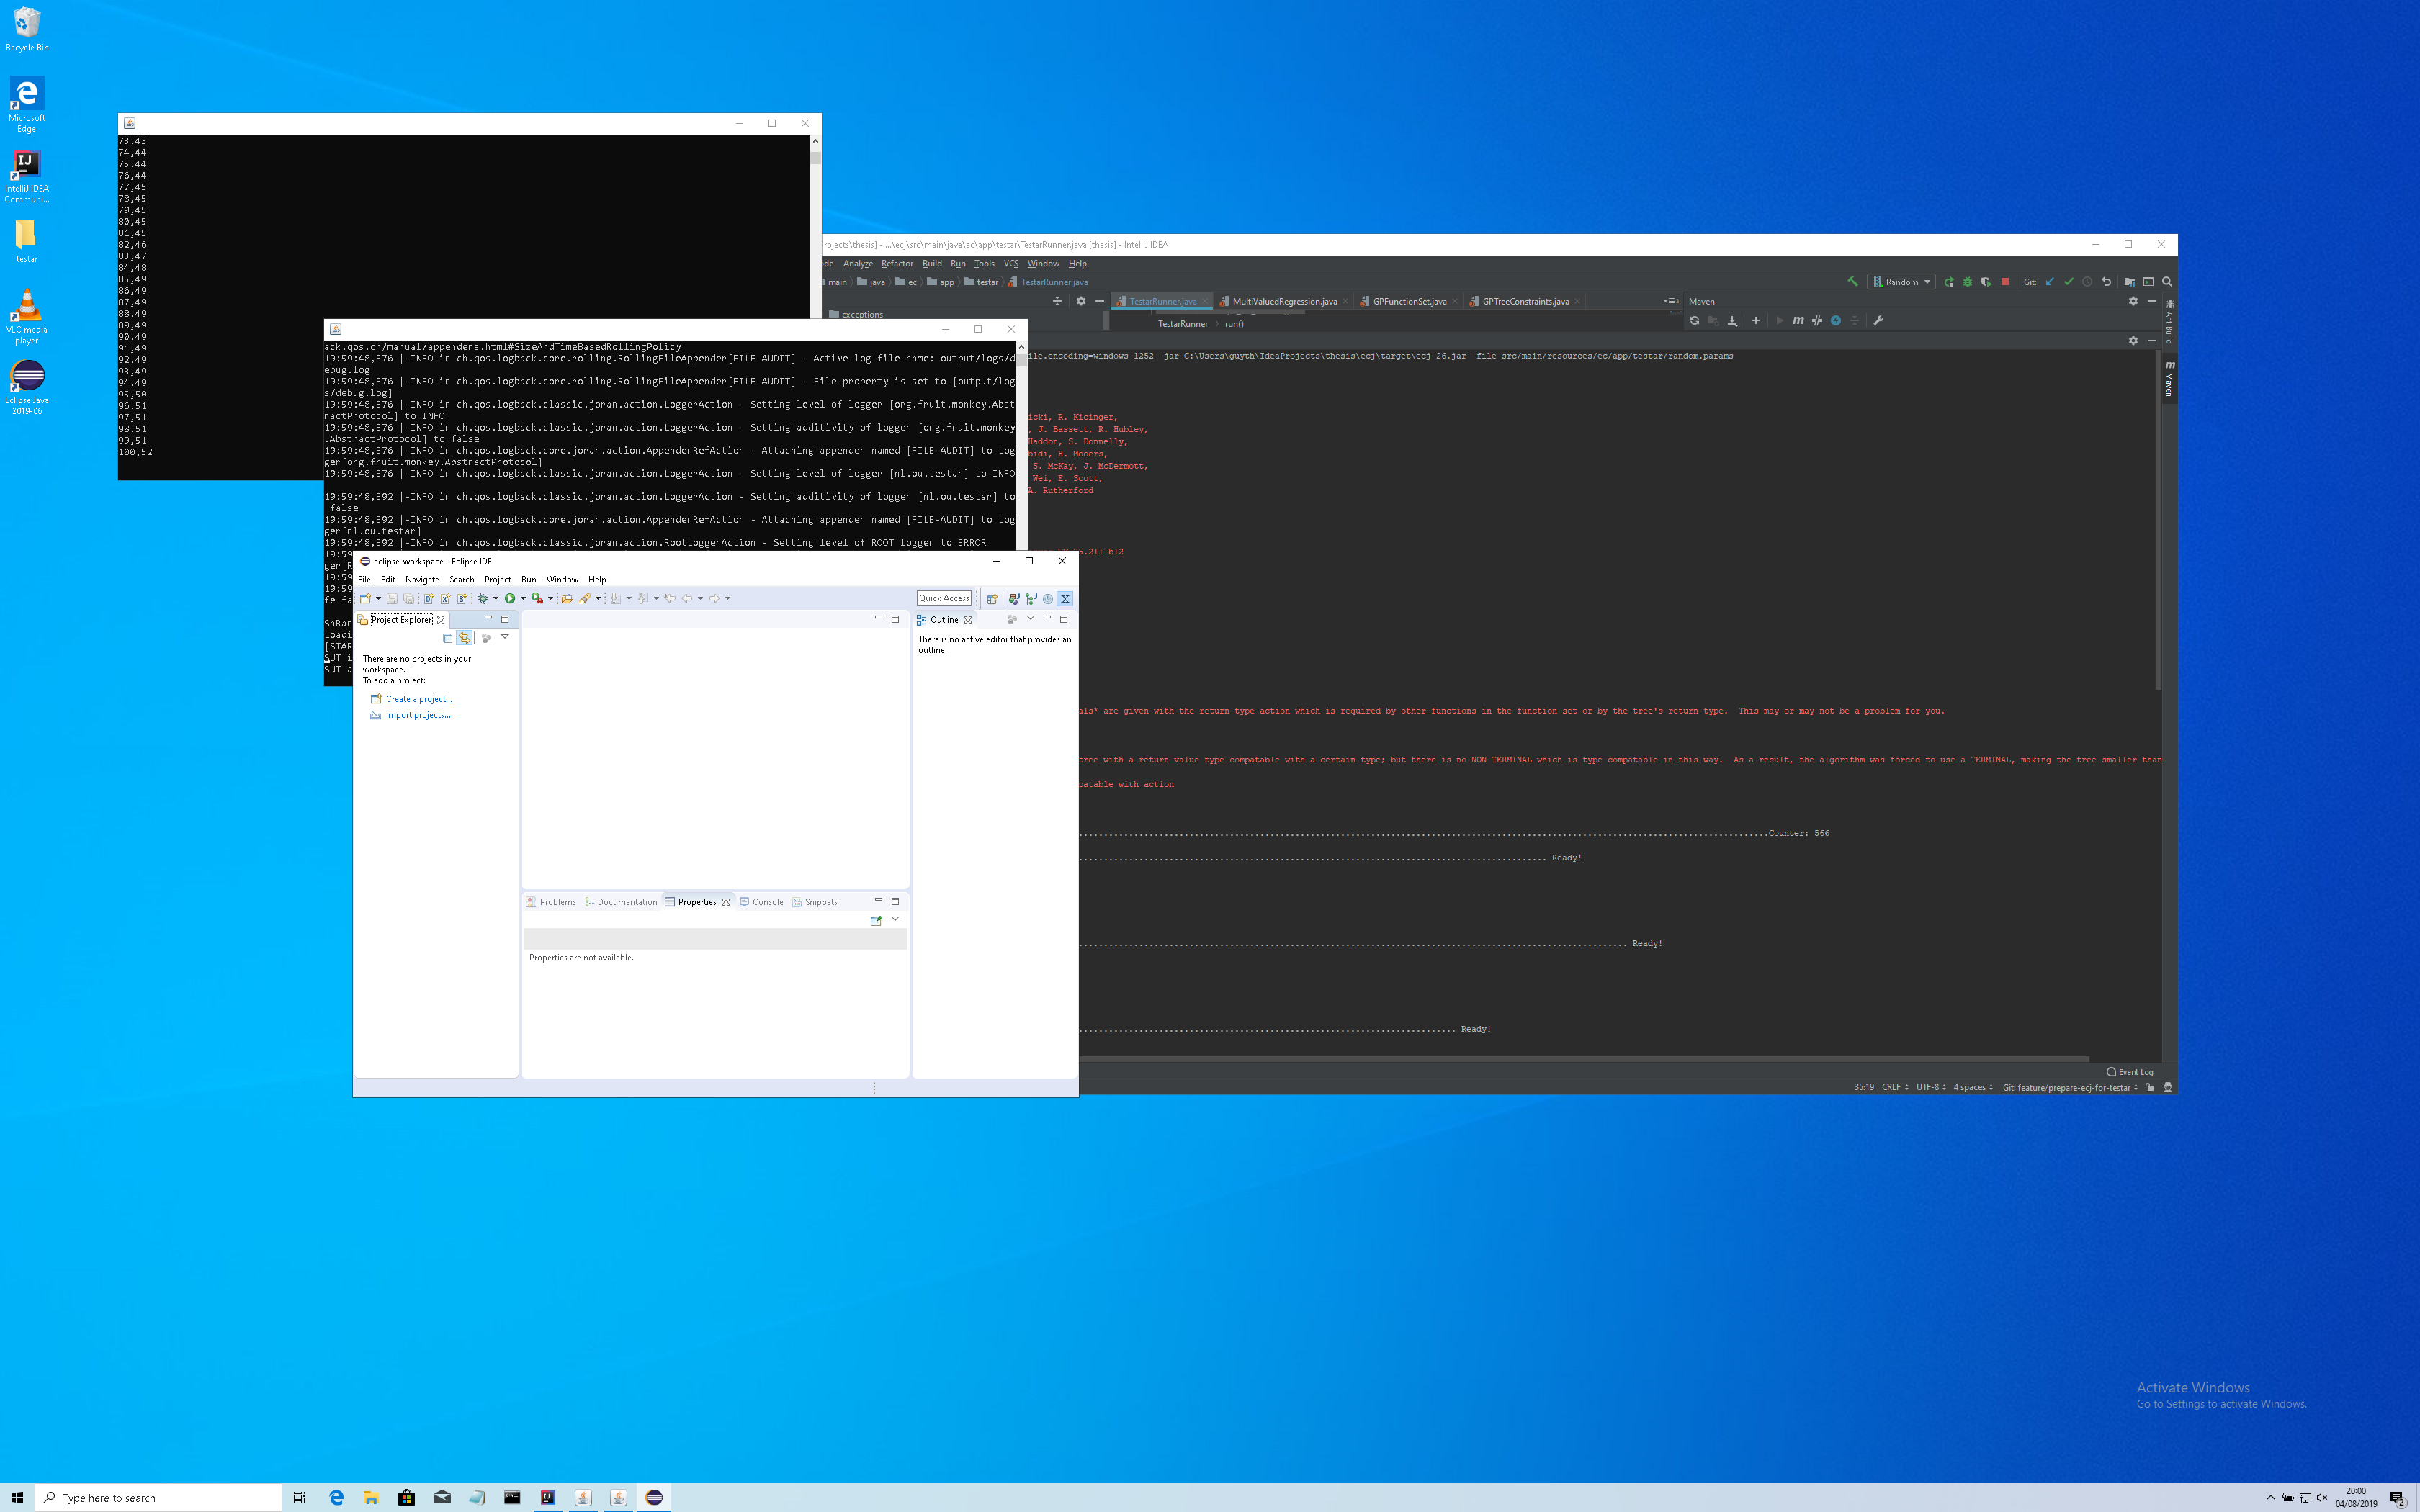 Recycle Bin
Microsoft
Edge
IntelliJ IDEA
Communi...
testar
VLC media
player
Eclipse Java
2019-06
73,43
74,44
75,44
76,44
77,45
78,45
79,45
80,45
81,45
82,46
83,47
84,48
85,49
86,49
87,49
88,49
89,49
90,49
91,49
92,49
93,49
94,49
95,50
96,51
97,51
98,51
99,51
100,52
ack.qos.ch/manual/appenders.html#SizeAndTimeBasedRollingPolicy
19:59:48,376 |-INFO in ch.qos.logback.core.rolling.RollingFileAppender[FILE-AUDIT] - Active log file name: output/logs/d
ebug.log
19:59:48,376 |-INFO in ch.qos.logback.core.rolling.RollingFileAppender[FILE-AUDIT] - File property is set to [output/log
s/debug.log]
19:59:48,376 |-INFO in ch.qos.logback.classic.joran.action.LoggerAction - Setting level of logger [org.fruit.monkey.Abst
ractProtocol] to INFO
19:59:48,376 |-INFO in ch.qos.logback.classic.joran.action.LoggerAction - Setting additivity of logger [org.fruit.monkey
.AbstractProtocol] to false
19:59:48,376 |-INFO in ch.qos.logback.core.joran.action.AppenderRefAction - Attaching appender named [FILE-AUDIT] to Log
ger[org.fruit.monkey.AbstractProtocol]
19:59:48,376 |-INFO in ch.qos.logback.classic.joran.action.LoggerAction - Setting level of logger [nl.ou.testar] to INFO
19:59:48,392 |-INFO in ch.qos.logback.classic.joran.action.LoggerAction - Setting additivity of logger [nl.ou.testar] to
false
19:59:48,392 |-INFO in ch.qos.logback.core.joran.action.AppenderRefAction - Attaching appender named [FILE-AUDIT] to Log
ger[nl.ou.testar]
19:59:48,392 |-INFO in ch.qos.logback.classic.joran.action.RootLoggerAction - Setting level of ROOT logger to ERROR
19:59
ger[R
19:59
19:59
fe fa
SnRan
Loadi
[STAR
SUT i
SUT a
rojects\thesis] - ...\ecj\src\main\java\ec\app\testar\TestarRunner.java [thesis] - IntelliJ IDEA
ode Analyze Refactor Build Run Tools VCS Window Help
main java ec app testar TestarRunner.java Random Git:
TestarRunner.java MultiValuedRegression.java GPFunctionSet.java GPTreeConstraints.java Maven
exceptions
TestarRunner run()
Ant Build
Maven
ile.encoding=windows-1252 -jar C:\Users\guyth\IdeaProjects\thesis\ecj\target\ecj-26.jar -file src/main/resources/ec/app/testar/random.params
icki, R. Kicinger,
, J. Bassett, R. Hubley,
Haddon, S. Donnelly,
bidi, H. Mooers,
S. McKay, J. McDermott,
Wei, E. Scott,
A. Rutherford
5.211-b12
als* are given with the return type action which is required by other functions in the function set or by the tree's return type.  This may or may not be a problem for you.
tree with a return value type-compatable with a certain type; but there is no NON-TERMINAL which is type-compatable in this way.  As a result, the algorithm was forced to use a TERMINAL, making the tree smaller than
patable with action
Counter: 566
Ready!
Ready!
Ready!
Event Log
35:19 CRLF UTF-8 4 spaces Git: feature/prepare-ecj-for-testar
eclipse-workspace - Eclipse IDE
File Edit Navigate Search Project Run Window Help
Quick Access
Project Explorer
There are no projects in your
workspace.
To add a project:
Create a project...
Import projects...
Outline
There is no active editor that provides an
outline.
Problems Documentation Properties Console Snippets
Properties are not available.
Activate Windows
Go to Settings to activate Windows.
Type here to search
20:00
04/08/2019
2